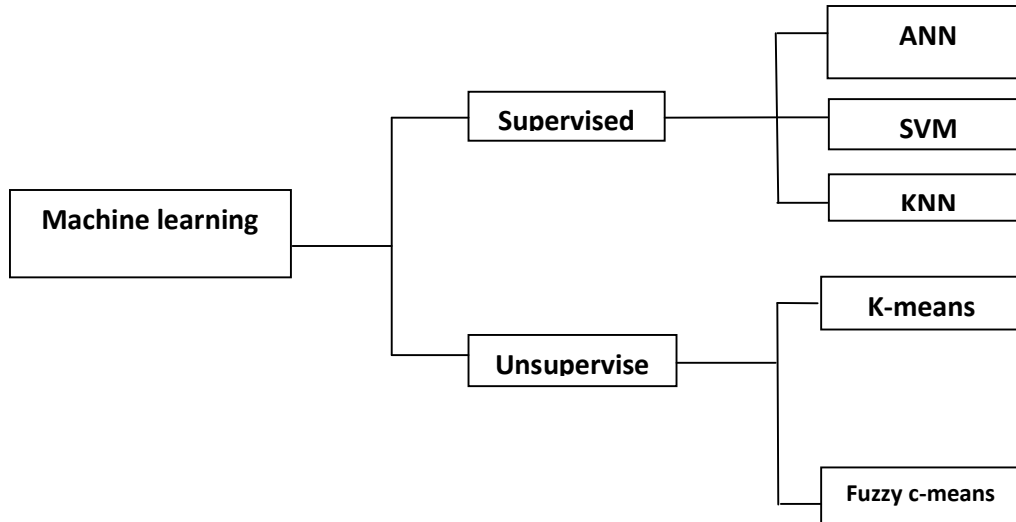 ANN
Supervised
SVM
KNN
Machine learning
K-means
Unsupervise
Fuzzy c-means